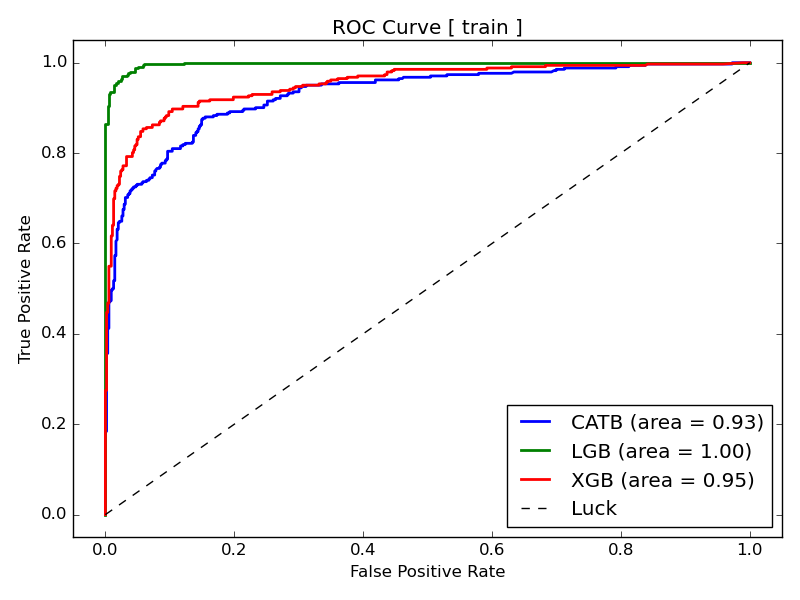 ROC Curve [ train ]
True Positive Rate
1.0
0.8
0.6
0.4
0.2
0.0
CATB (area = 0.93)
LGB (area = 1.00)
XGB (area = 0.95)
Luck
0.0 0.2 0.4 0.6 0.8 1.0
False Positive Rate